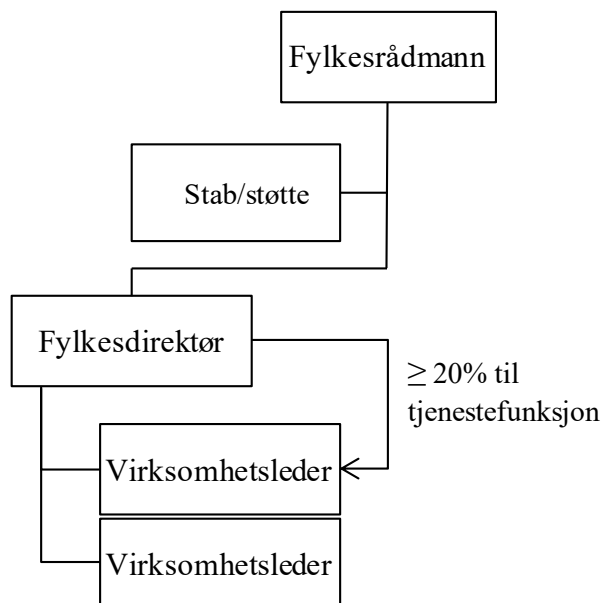 Fylkesrådmann
Stab/støtte
Fylkesdirektør
≥ 20% til
tjenestefunksjon
Virksomhetsleder
Virksomhetsleder